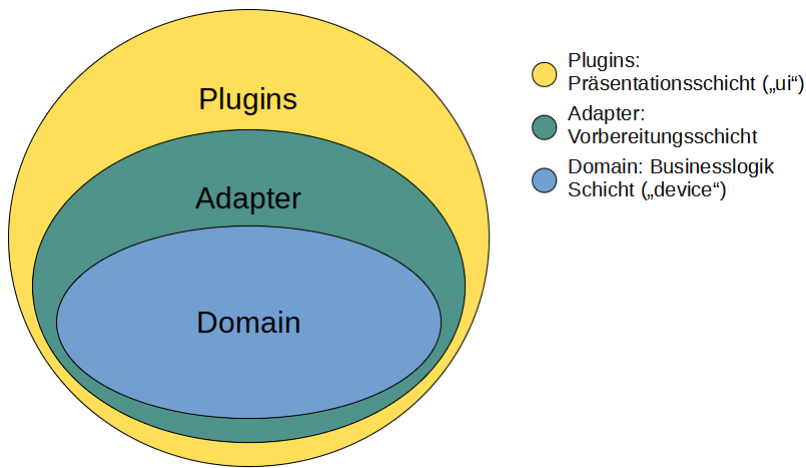 Plugins
Adapter
Domain
Plugins:
Präsentationsschicht („ui“)
Adapter:
Vorbereitungsschicht
Domain: Businesslogik
Schicht („device“)